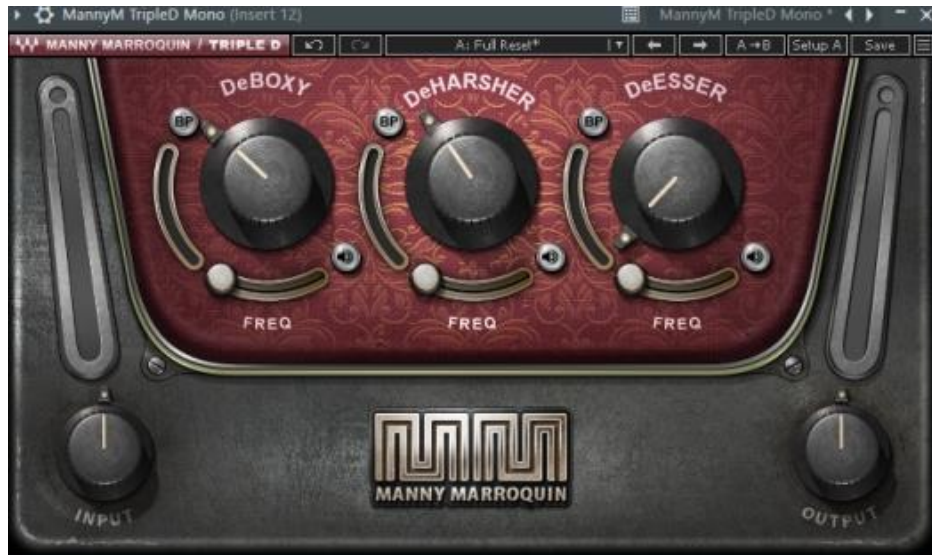 MannyM TripleD Mono (Insert 12)
MannyM TripleD Mono *
MANNY MARROQUIN / TRIPLE D
A: Full Reset*
A→B
Setup A
Save
DeBOXY
DeHARSHER
DeESSER
BP
BP
BP
FREQ
FREQ
FREQ
MANNY MARROQUIN
INPUT
OUTPUT